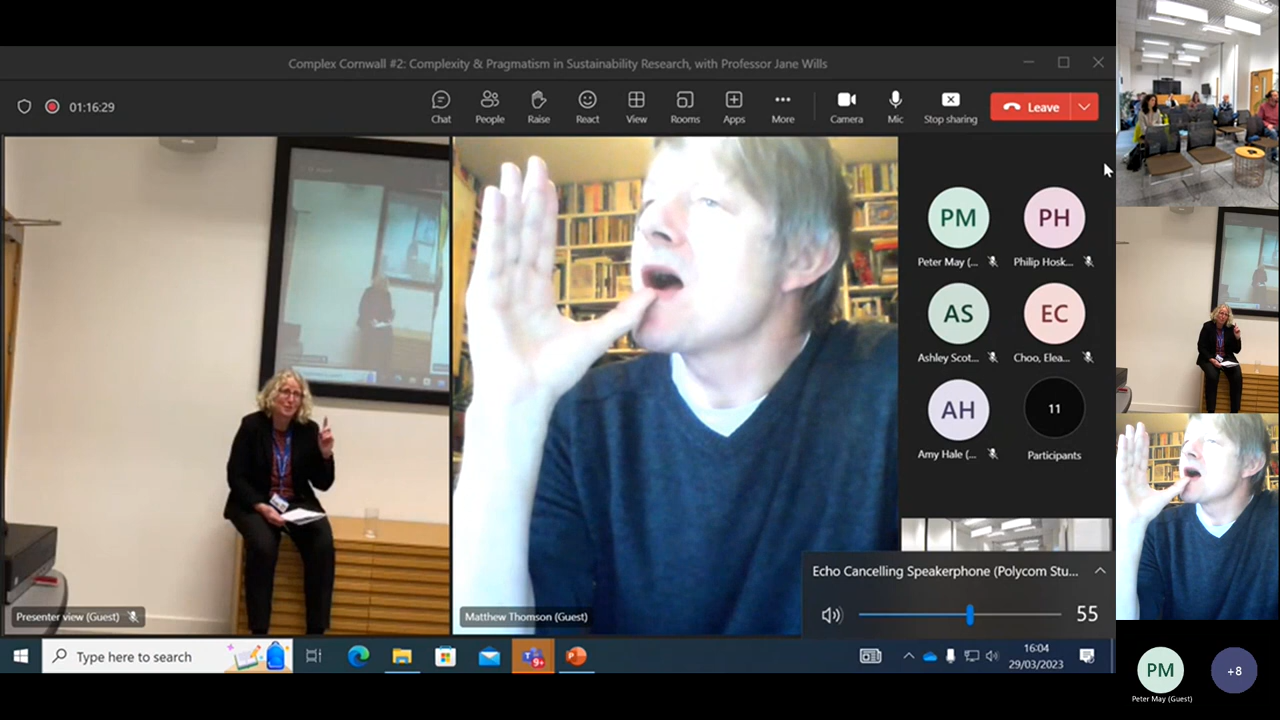 Complex Cornwall #2: Complexity & Pragmatism in Sustainability Research, with Professor Jane Wills
01:16:29
Chat People Raise React View Rooms Apps More Camera Mic Stop sharing Leave
PM PH
Peter May (... Philip Hosk...
AS EC
Ashley Scot... Choo, Elea...
AH 11
Amy Hale (... Participants
Echo Cancelling Speakerphone (Polycom Stu...
55
Presenter view (Guest)
Matthew Thomson (Guest)
Type here to search
9+
16:04
29/03/2023
PM +8
Peter May (Guest)